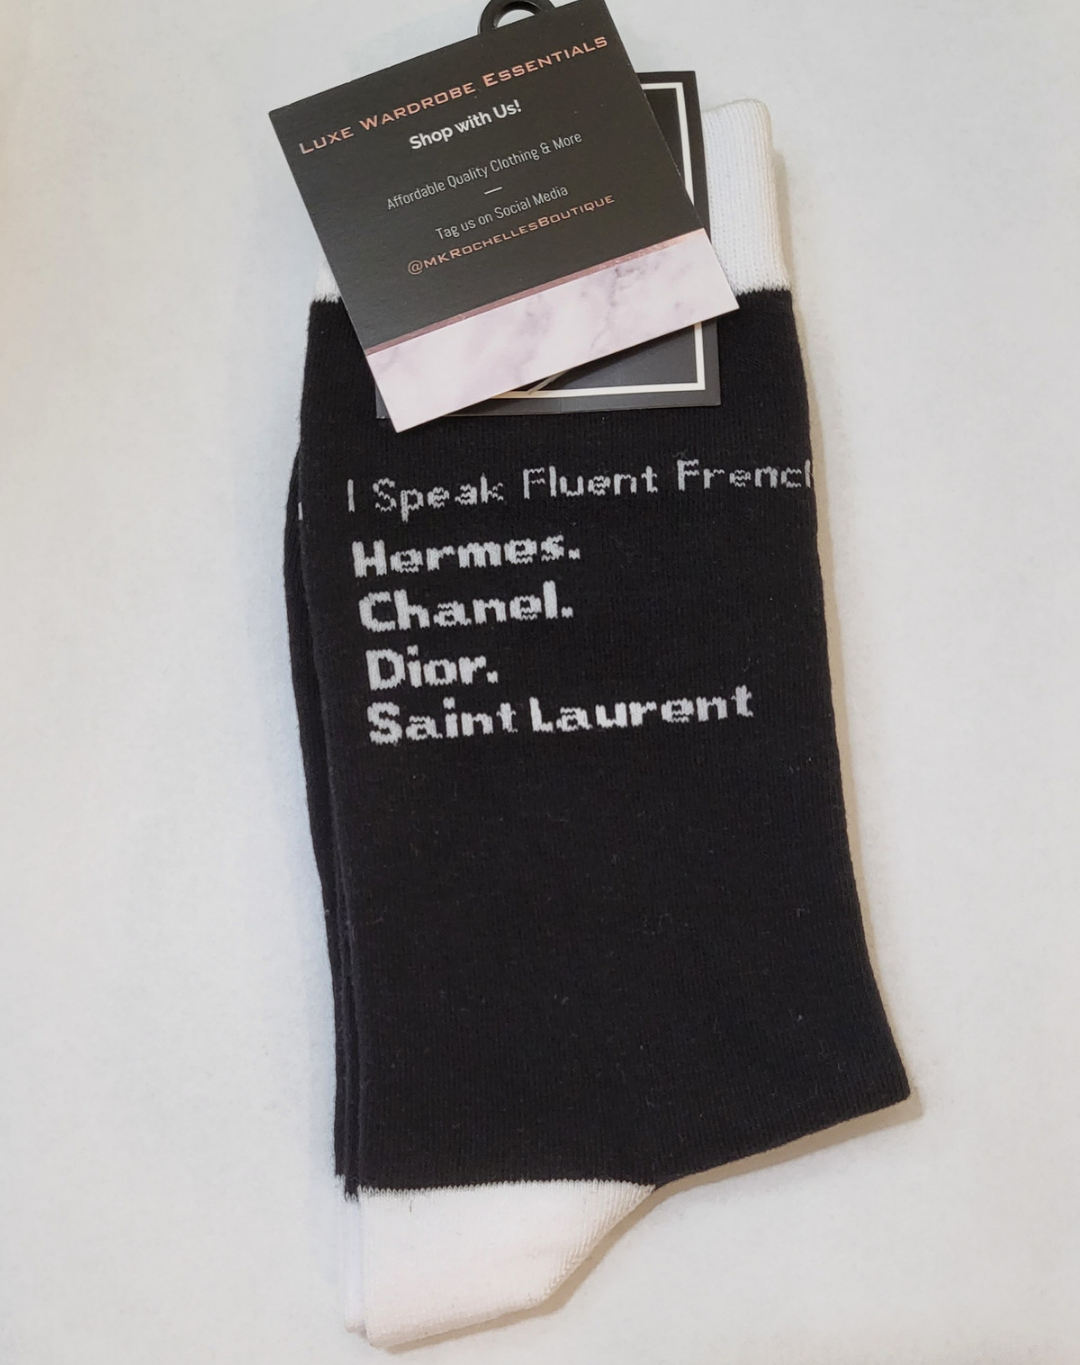 LUXE WARDROBE ESSENTIALS
Shop with Us!
Affordable Quality Clothing & More
Tag us on Social Media
@MKROCHELLESBOUTIQUE
I Speak Fluent French
Hermes.
Chanel.
Dior.
Saint Laurent